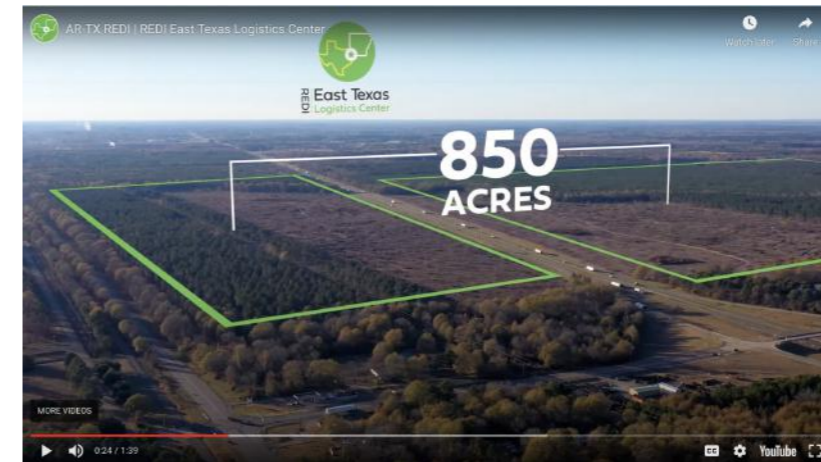 AR-TX REDI | REDI East Texas Logistics Center
Watch later
Share
REDI
East Texas
Logistics Center
850
ACRES
MORE VIDEOS
0:24 / 1:39
CC
YouTube